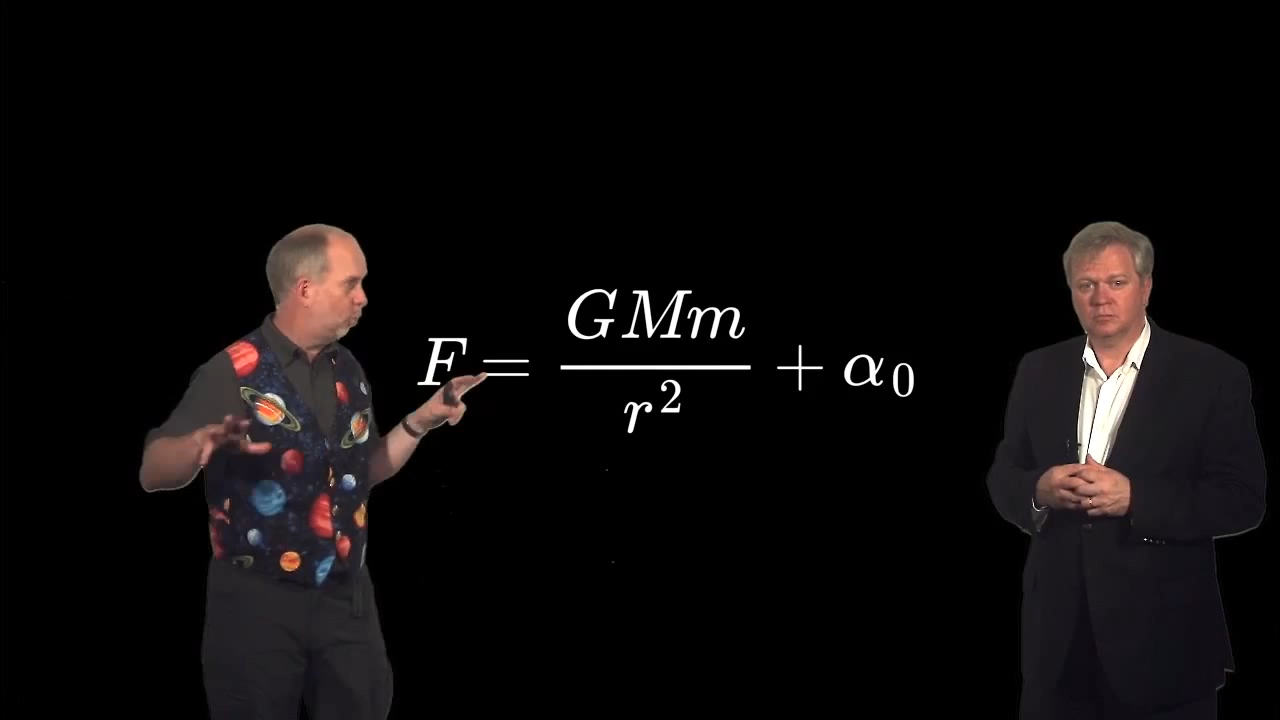 F = GMm / r² + α₀